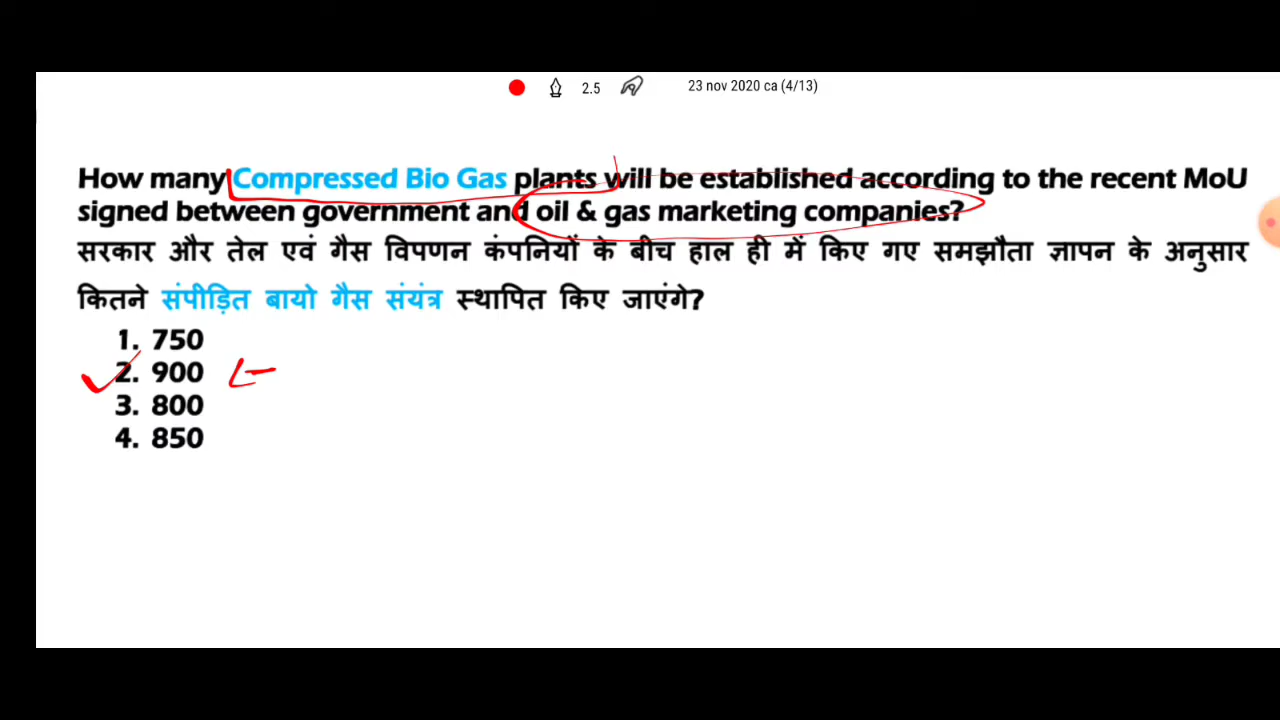 2.5 23 nov 2020 ca (4/13)
How many Compressed Bio Gas plants will be established according to the recent MoU
signed between government and oil & gas marketing companies?
सरकार और तेल एवं गैस विपणन कंपनियों के बीच हाल ही में किए गए समझौता ज्ञापन के अनुसार
कितने संपीड़ित बायो गैस संयंत्र स्थापित किए जाएंगे?
1. 750
2. 900
3. 800
4. 850